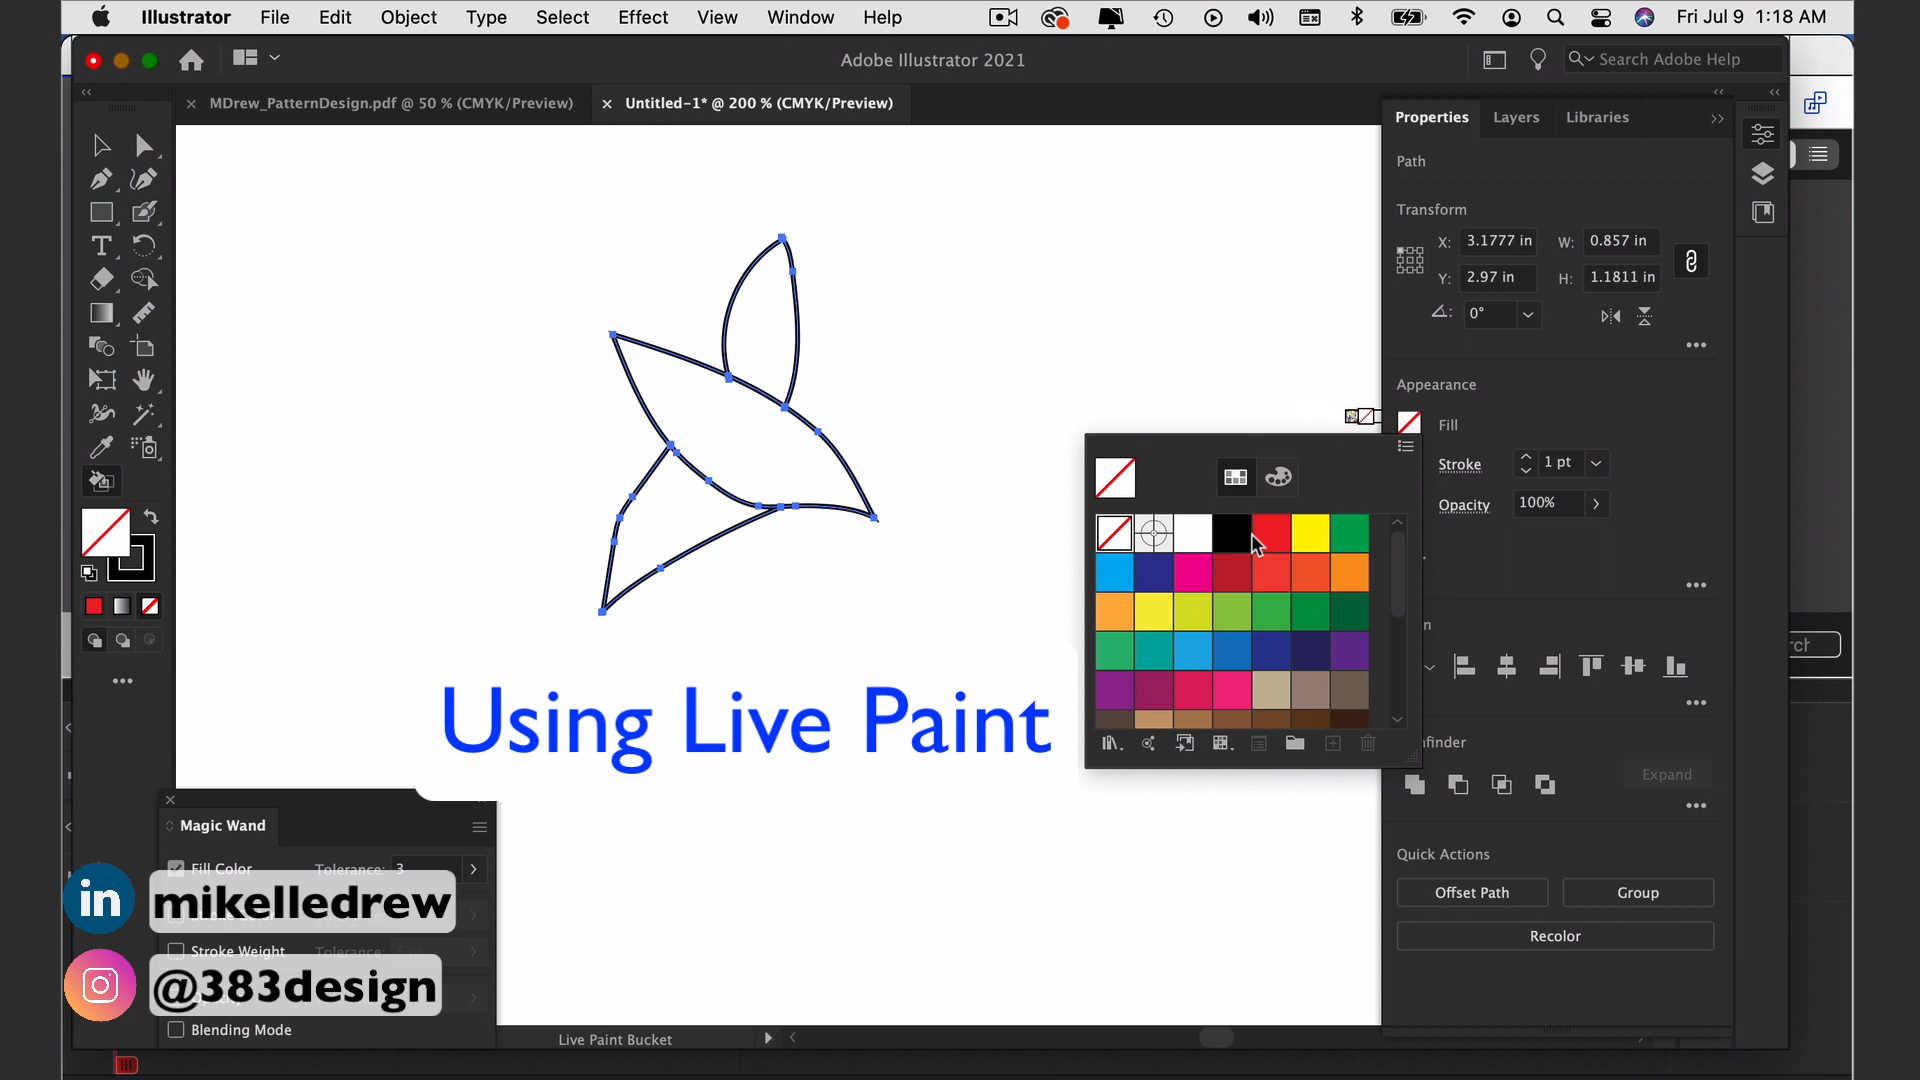 Illustrator File Edit Object Type Select Effect View Window Help Fri Jul 9 1:18 AM
Adobe Illustrator 2021
Search Adobe Help
MDrew_PatternDesign.pdf @ 50 % (CMYK/Preview)
Untitled-1* @ 200 % (CMYK/Preview)
Properties Layers Libraries
Path
Transform
X: 3.1777 in W: 0.857 in
Y: 2.97 in H: 1.1811 in
0°
Appearance
Fill
Stroke 1 pt
Opacity 100%
Using Live Paint
Expand
Magic Wand
Fill Color Tolerance: 3
Stroke Weight Tolerance:
Blending Mode
in mikelledrew
@383design
Quick Actions
Offset Path Group
Recolor
Live Paint Bucket